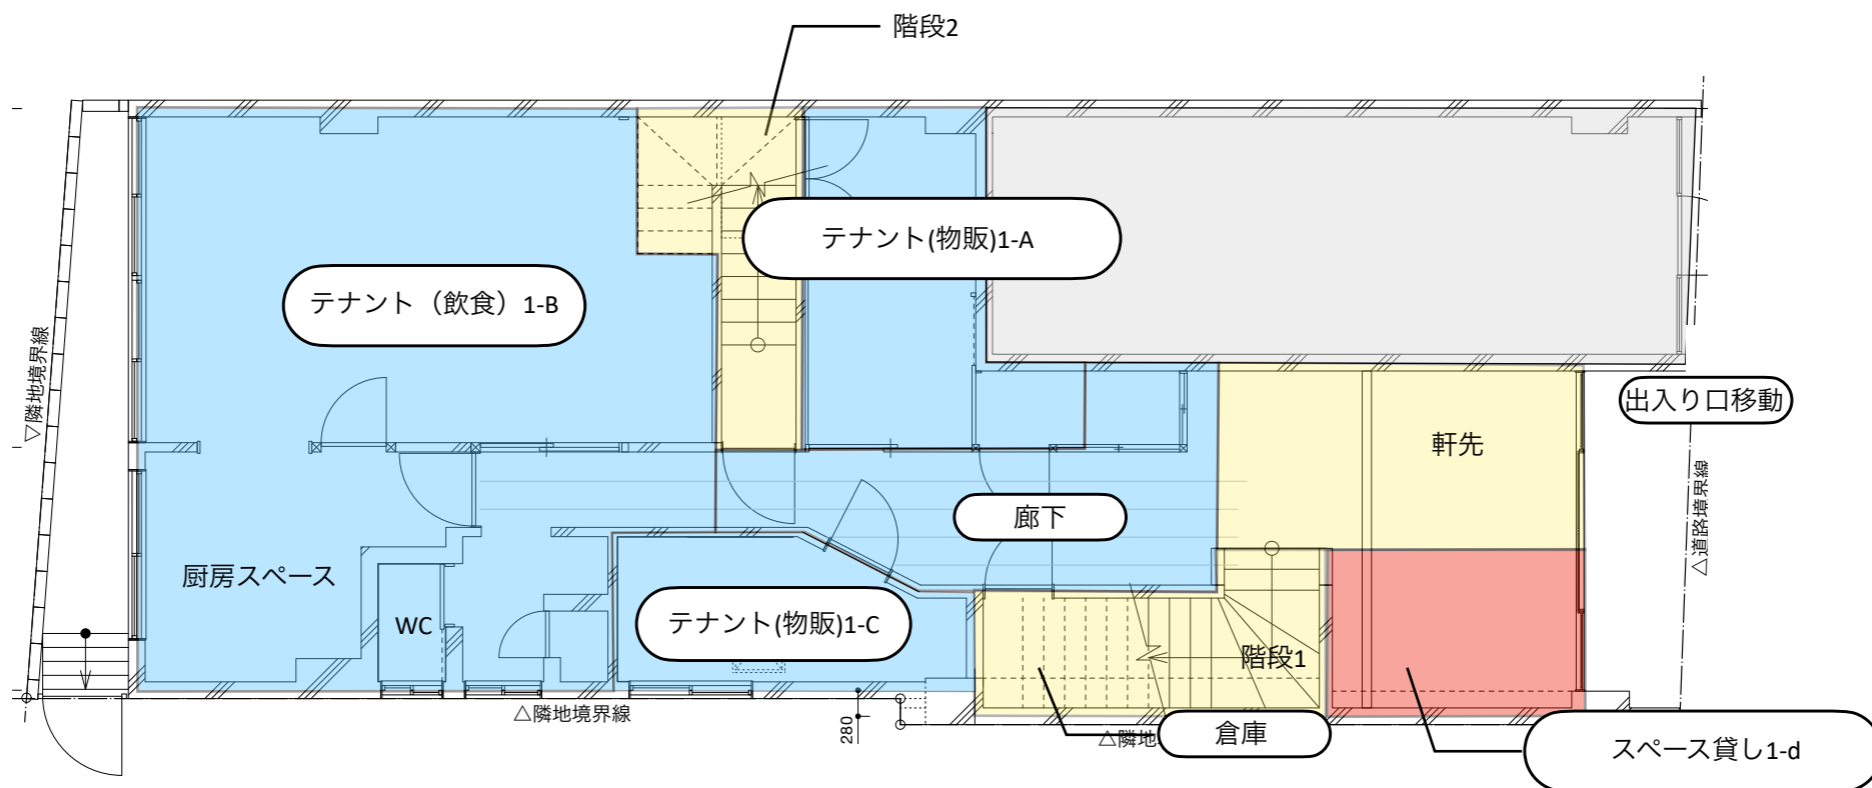 階段2
テナント(物販)1-A
テナント（飲食）1-B
▽隣地境界線
出入り口移動
軒先
廊下
△道路境界線
厨房スペース
WC
テナント(物販)1-C
階段1
△隣地境界線
280
△隣地
倉庫
スペース貸し1-d